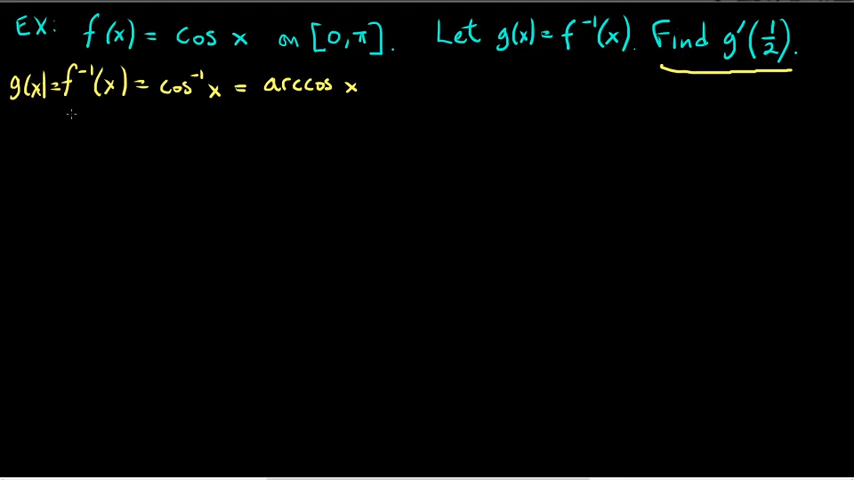 EX: f(x) = cos x on [0,π]. Let g(x) = f⁻¹(x). Find g′(1/2).
g(x)=f⁻¹(x) = cos⁻¹ x = arccos x